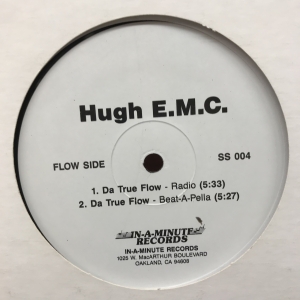 Hugh E.M.C.
FLOW SIDE SS 004
1. Da True Flow - Radio (5:33)
2. Da True Flow - Beat-A-Pella (5:27)
IN-A-MINUTE
RECORDS
IN-A-MINUTE RECORDS
1025 W. MacARTHUR BOULEVARD
OAKLAND, CA 94608